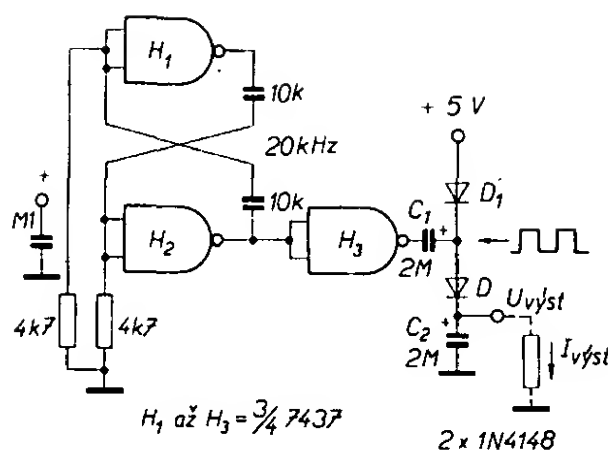 H1
10k
+ 5 V
20kHz
+
M1
10k
D1
C1
+
H2
H3
2M
D
Uvýst
4k7
4k7
C2
+
2M
Ivýst
H1 až H3 = 3/4 7437
2 x 1N4148